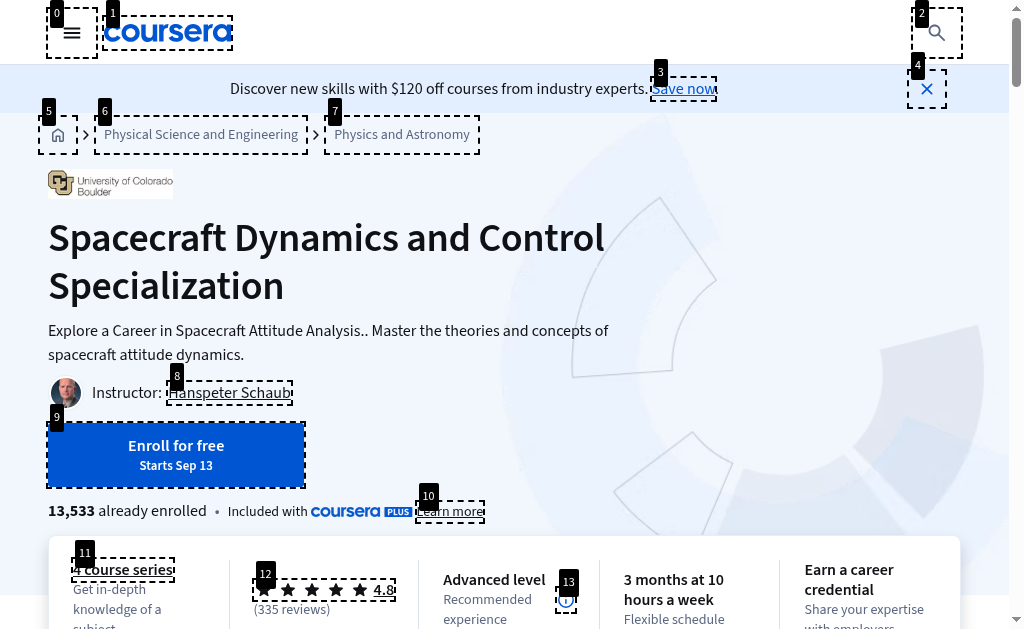 0
1
coursera
2
Discover new skills with $120 off courses from industry experts. Save now
3
4
5
6
Physical Science and Engineering
7
Physics and Astronomy
University of Colorado
Boulder
Spacecraft Dynamics and Control
Specialization
Explore a Career in Spacecraft Attitude Analysis.. Master the theories and concepts of
spacecraft attitude dynamics.
8
Instructor: Hanspeter Schaub
9
Enroll for free
Starts Sep 13
10
13,533 already enrolled • Included with coursera PLUS Learn more
11
4 course series
Get in-depth
knowledge of a
12
4.8
(335 reviews)
Advanced level
Recommended
experience
13
3 months at 10
hours a week
Flexible schedule
Earn a career
credential
Share your expertise
with employers